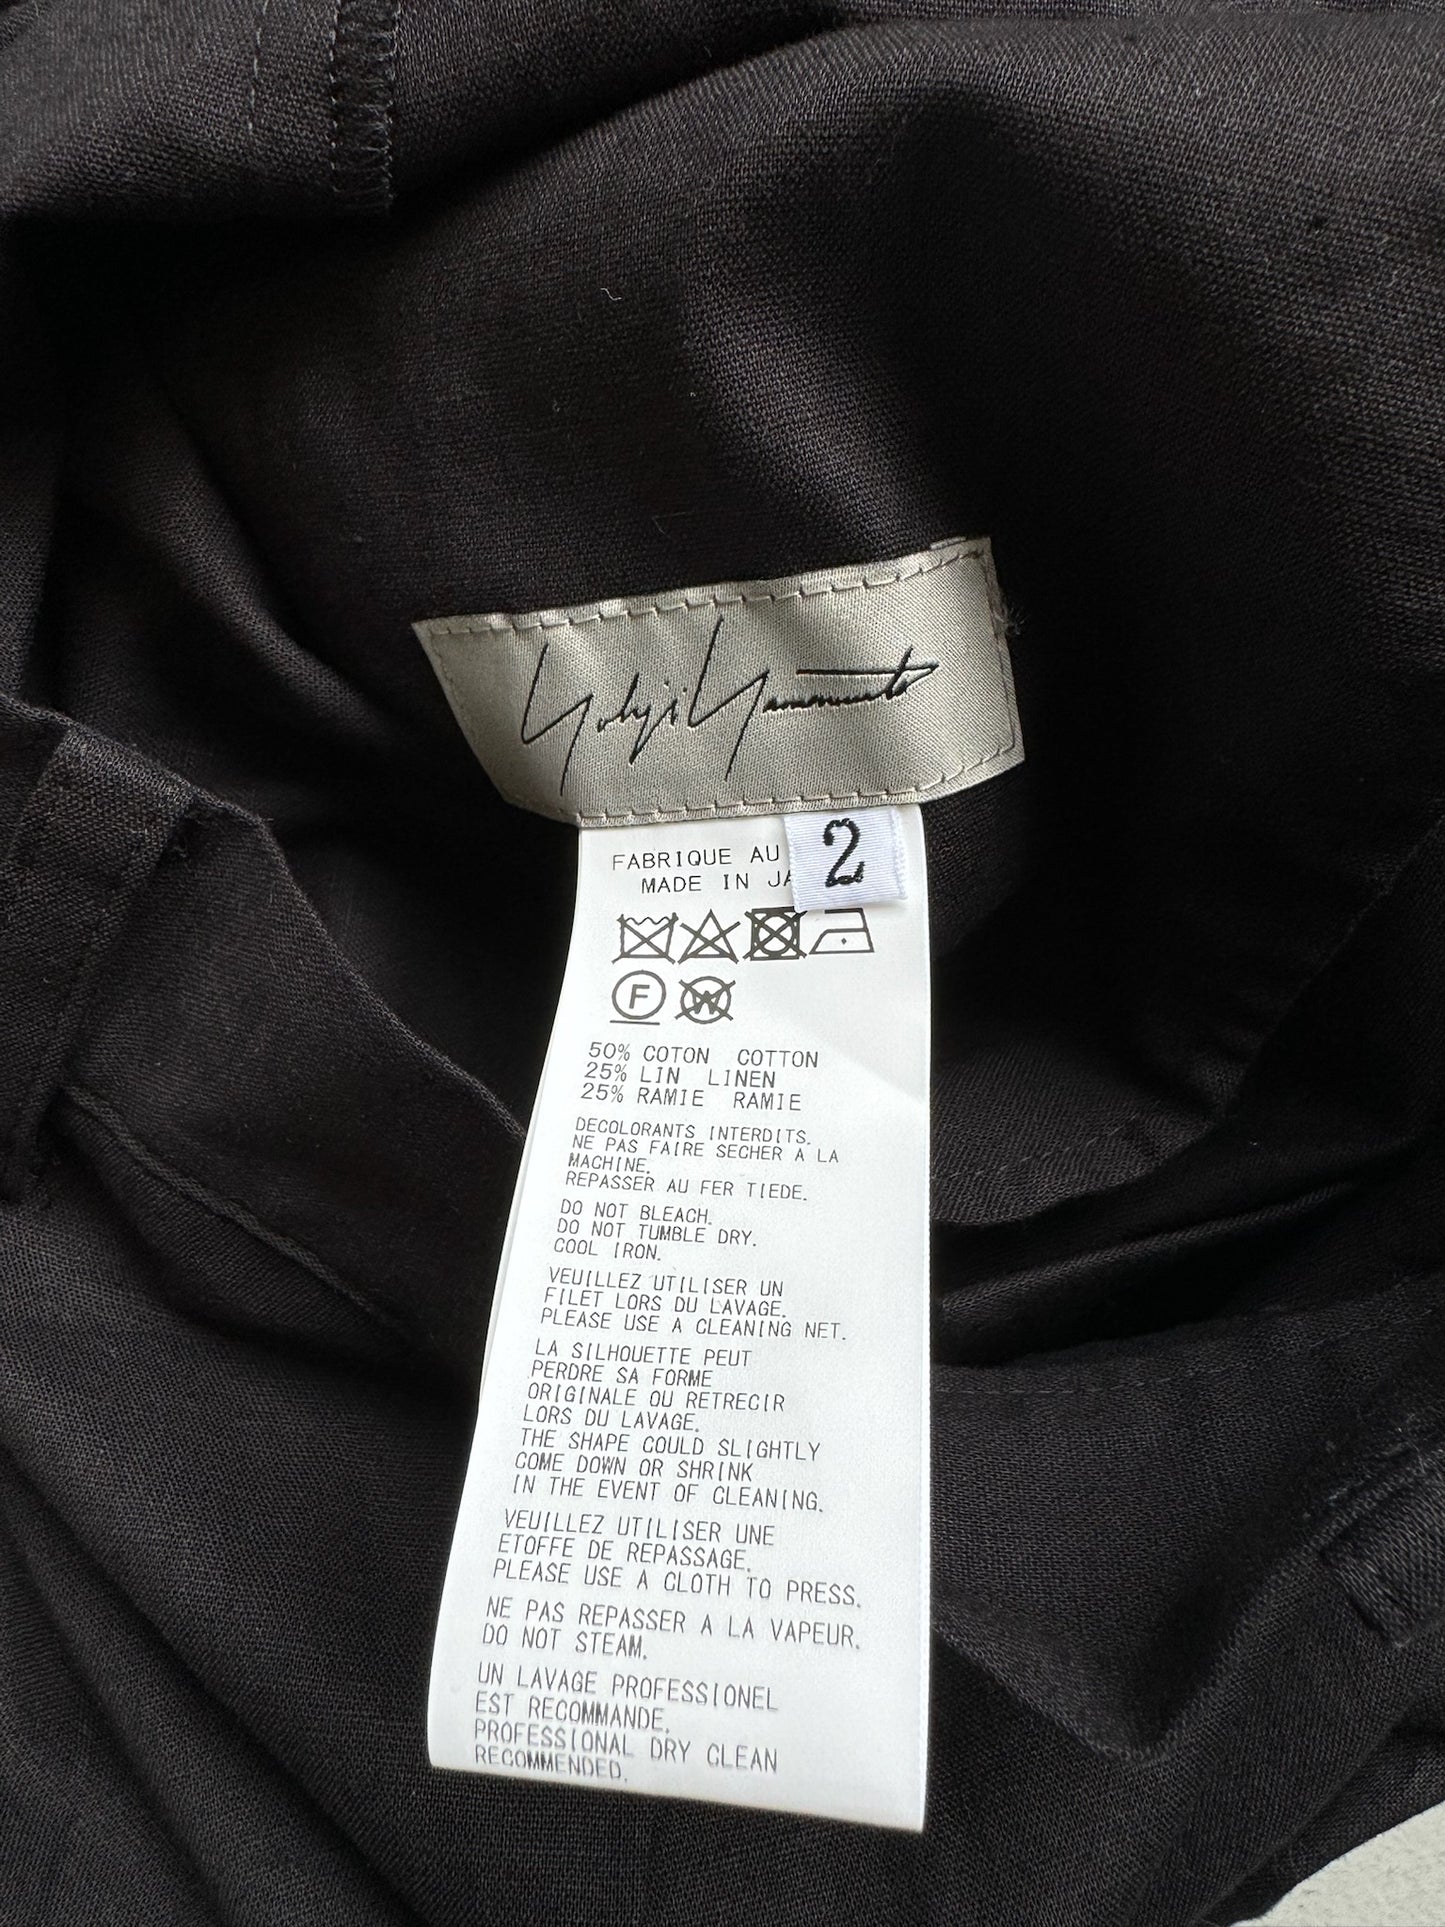 Yohji Yamamoto
2
FABRIQUE AU
MADE IN JA
F
W
50% COTON COTTON
25% LIN LINEN
25% RAMIE RAMIE
DECOLORANTS INTERDITS.
NE PAS FAIRE SECHER A LA
MACHINE.
REPASSER AU FER TIEDE.
DO NOT BLEACH.
DO NOT TUMBLE DRY.
COOL IRON.
VEUILLEZ UTILISER UN
FILET LORS DU LAVAGE.
PLEASE USE A CLEANING NET.
LA SILHOUETTE PEUT
PERDRE SA FORME
ORIGINALE OU RETRECIR
LORS DU LAVAGE.
THE SHAPE COULD SLIGHTLY
COME DOWN OR SHRINK
IN THE EVENT OF CLEANING.
VEUILLEZ UTILISER UNE
ETOFFE DE REPASSAGE.
PLEASE USE A CLOTH TO PRESS.
NE PAS REPASSER A LA VAPEUR.
DO NOT STEAM.
UN LAVAGE PROFESSIONEL
EST RECOMMANDE.
PROFESSIONAL DRY CLEAN
RECOMMENDED.